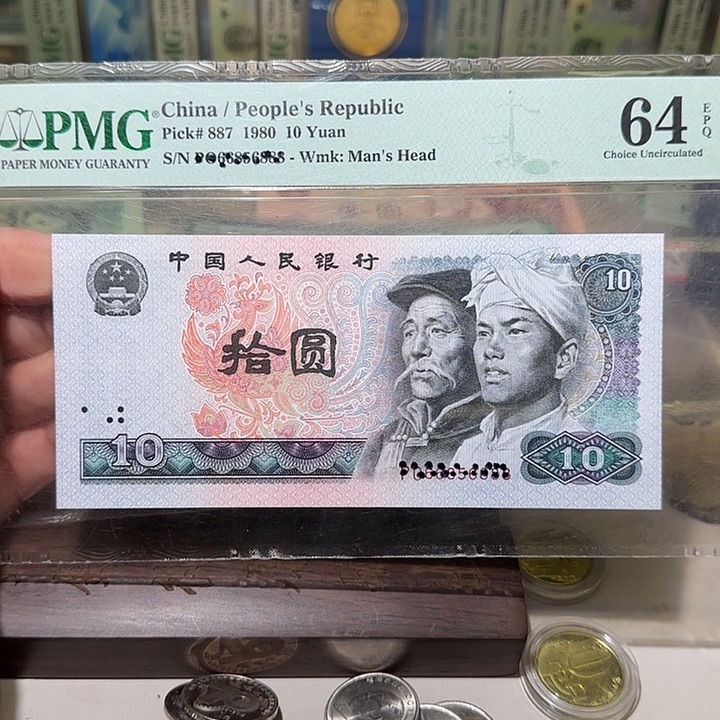 PMG
PAPER MONEY GUARANTY
China / People's Republic
Pick# 887 1980 10 Yuan
S/N - Wmk: Man's Head
64
EPQ
Choice Uncirculated
中国人民银行
10
拾圆
10
10